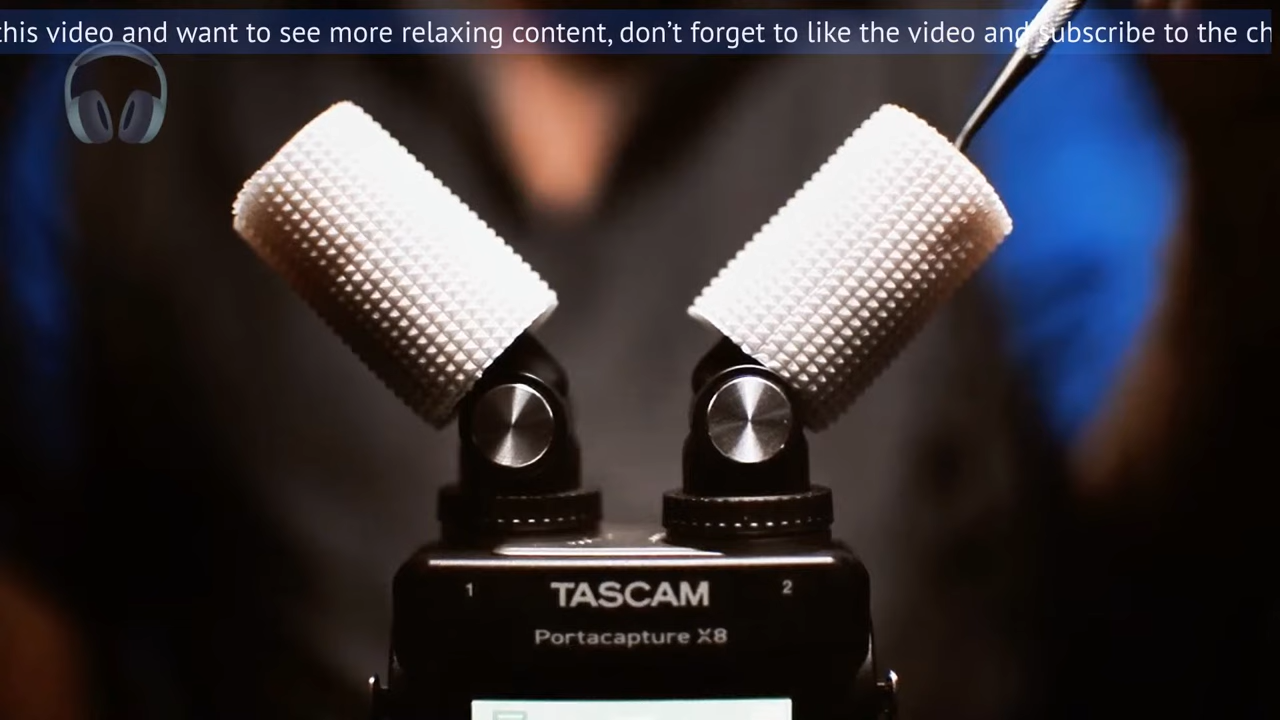 this video and want to see more relaxing content, don’t forget to like the video and subscribe to the ch
1
2
TASCAM
Portacapture X8